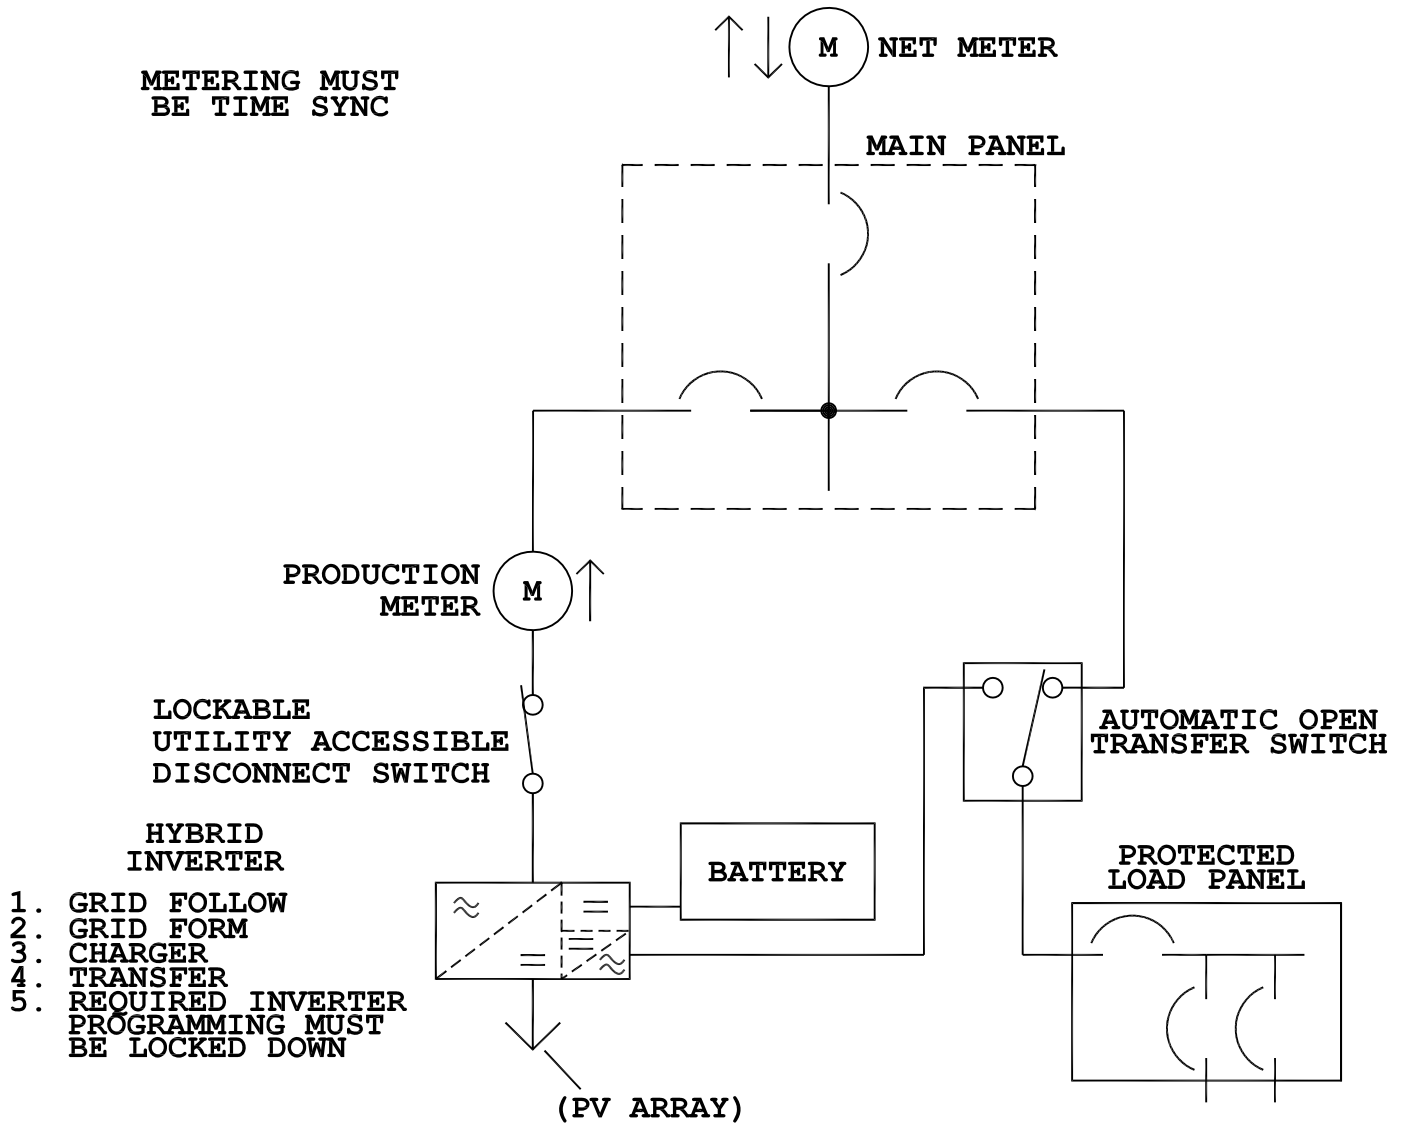 M NET METER
METERING MUST
BE TIME SYNC
MAIN PANEL
PRODUCTION
METER
M
LOCKABLE
UTILITY ACCESSIBLE
DISCONNECT SWITCH
AUTOMATIC OPEN
TRANSFER SWITCH
HYBRID
INVERTER
1. GRID FOLLOW
2. GRID FORM
3. CHARGER
4. TRANSFER
5. REQUIRED INVERTER
PROGRAMMING MUST
BE LOCKED DOWN
BATTERY
PROTECTED
LOAD PANEL
(PV ARRAY)